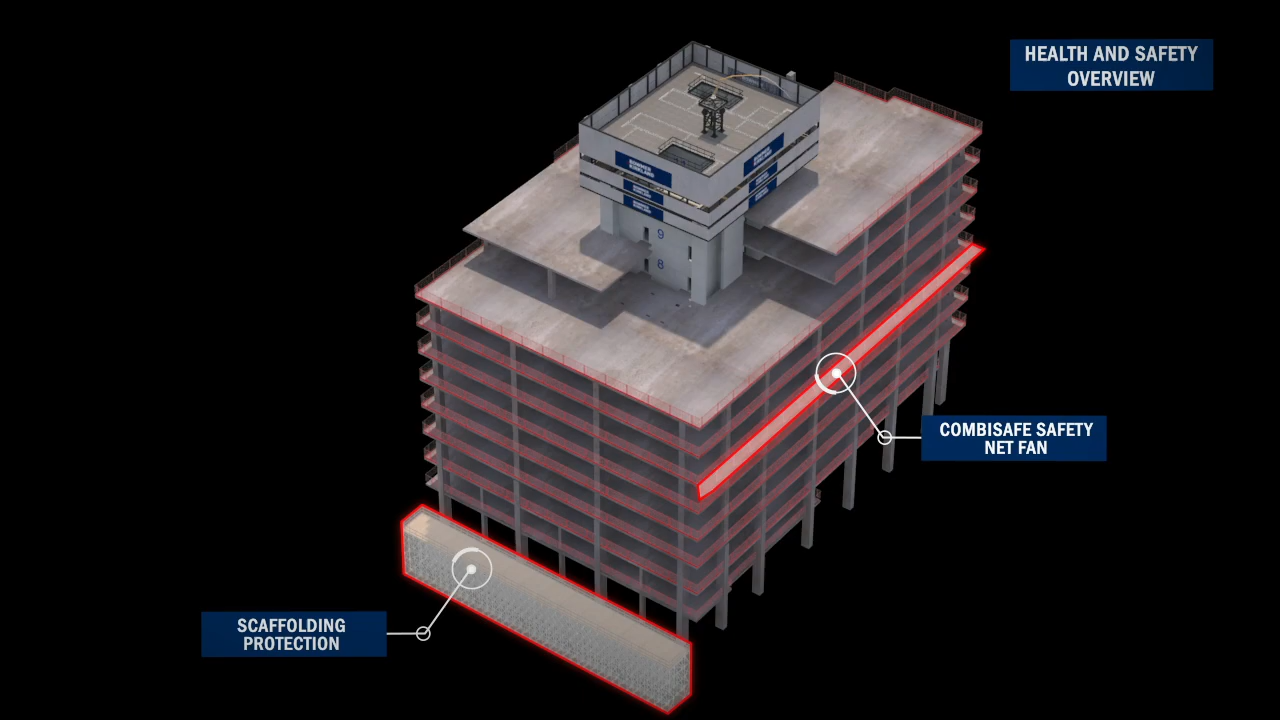 HEALTH AND SAFETY
OVERVIEW
9
8
COMBISAFE SAFETY
NET FAN
SCAFFOLDING
PROTECTION